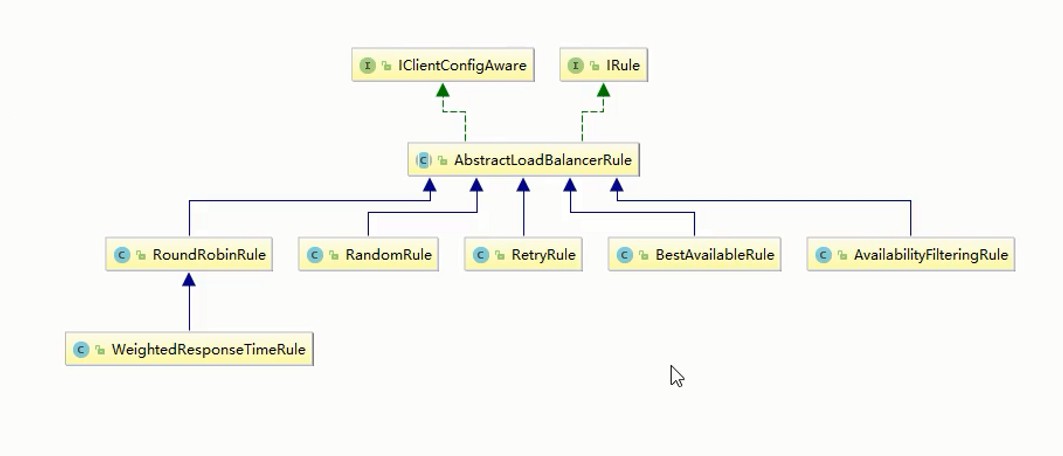 IClientConfigAware
IRule
AbstractLoadBalancerRule
RoundRobinRule
RandomRule
RetryRule
BestAvailableRule
AvailabilityFilteringRule
WeightedResponseTimeRule